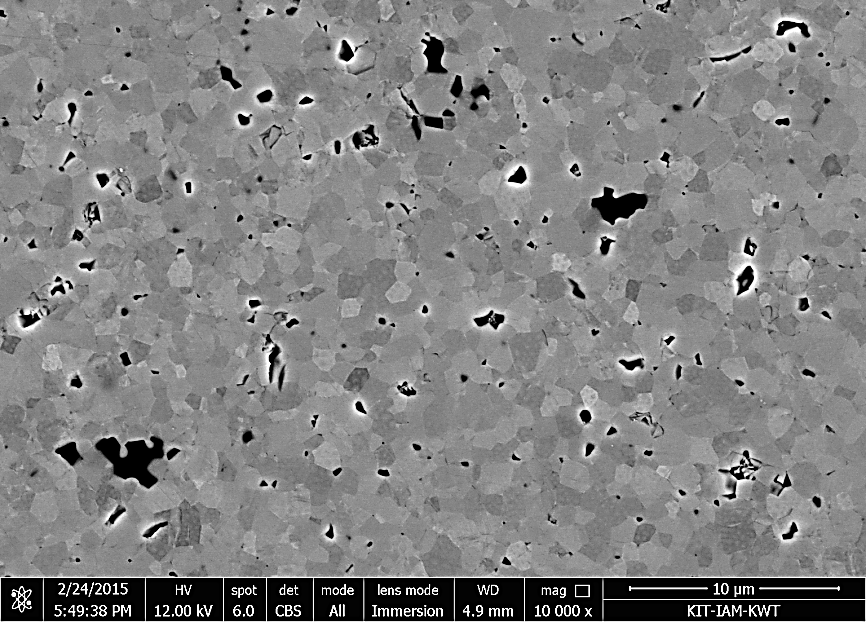 2/24/2015 HV spot det mode lens mode WD mag 10 µm
5:49:38 PM 12.00 kV 6.0 CBS All Immersion 4.9 mm 10 000 x KIT-IAM-KWT